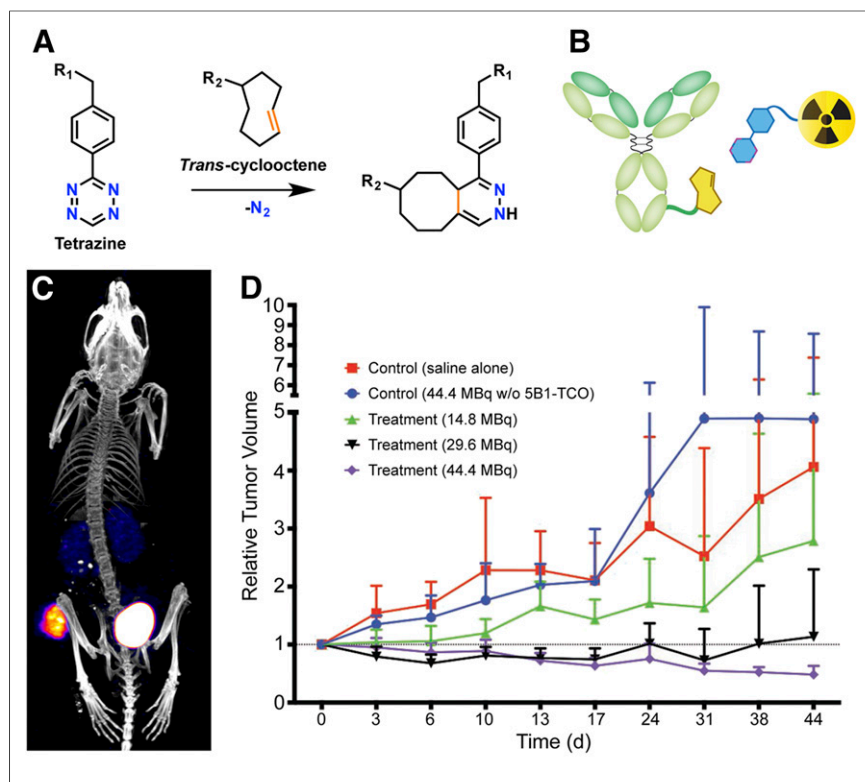 A
B
R1
R2
R1
Trans-cyclooctene
R2
N
N
N
N
-N2
N
NH
Tetrazine
C
D
Relative Tumor Volume
10
9
8
7
6
5
4
3
2
1
0
Control (saline alone)
Control (44.4 MBq w/o 5B1-TCO)
Treatment (14.8 MBq)
Treatment (29.6 MBq)
Treatment (44.4 MBq)
0 3 6 10 13 17 24 31 38 44
Time (d)